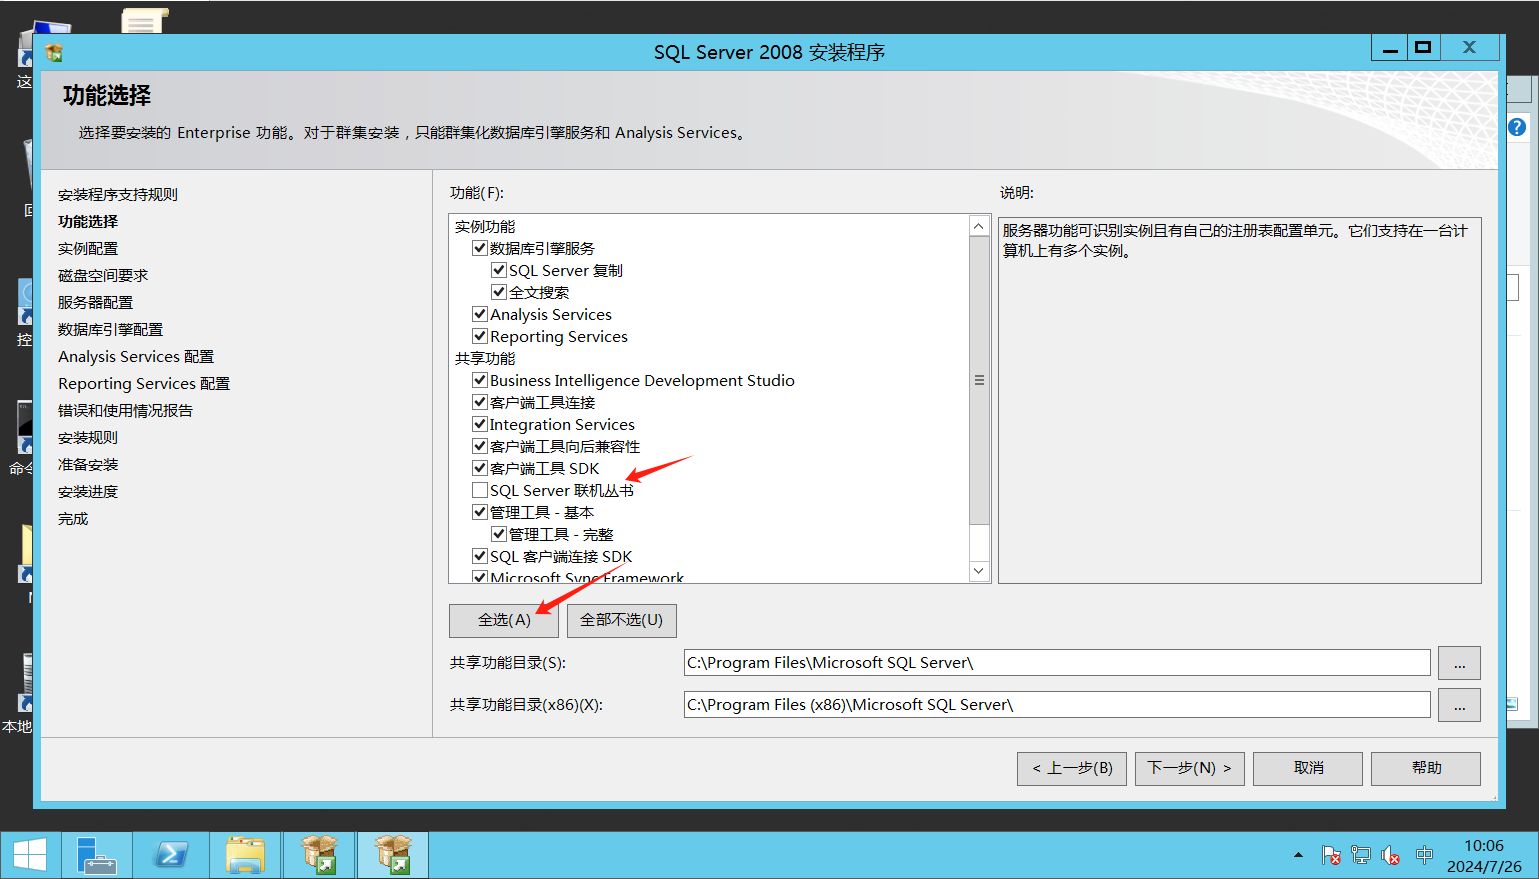 SQL Server 2008 安装程序
功能选择
选择要安装的 Enterprise 功能。对于群集安装，只能群集化数据库引擎服务和 Analysis Services。
安装程序支持规则
功能选择
实例配置
磁盘空间要求
服务器配置
数据库引擎配置
Analysis Services 配置
Reporting Services 配置
错误和使用情况报告
安装规则
准备安装
安装进度
完成
功能(F):
实例功能
数据库引擎服务
SQL Server 复制
全文搜索
Analysis Services
Reporting Services
共享功能
Business Intelligence Development Studio
客户端工具连接
Integration Services
客户端工具向后兼容性
客户端工具 SDK
SQL Server 联机丛书
管理工具 - 基本
管理工具 - 完整
SQL 客户端连接 SDK
Microsoft Sync Framework
全选(A)
全部不选(U)
说明:
服务器功能可识别实例且有自己的注册表配置单元。它们支持在一台计
算机上有多个实例。
共享功能目录(S):
C:\Program Files\Microsoft SQL Server\
...
共享功能目录(x86)(X):
C:\Program Files (x86)\Microsoft SQL Server\
...
< 上一步(B)
下一步(N) >
取消
帮助
这
控
命令
本地
中
10:06
2024/7/26